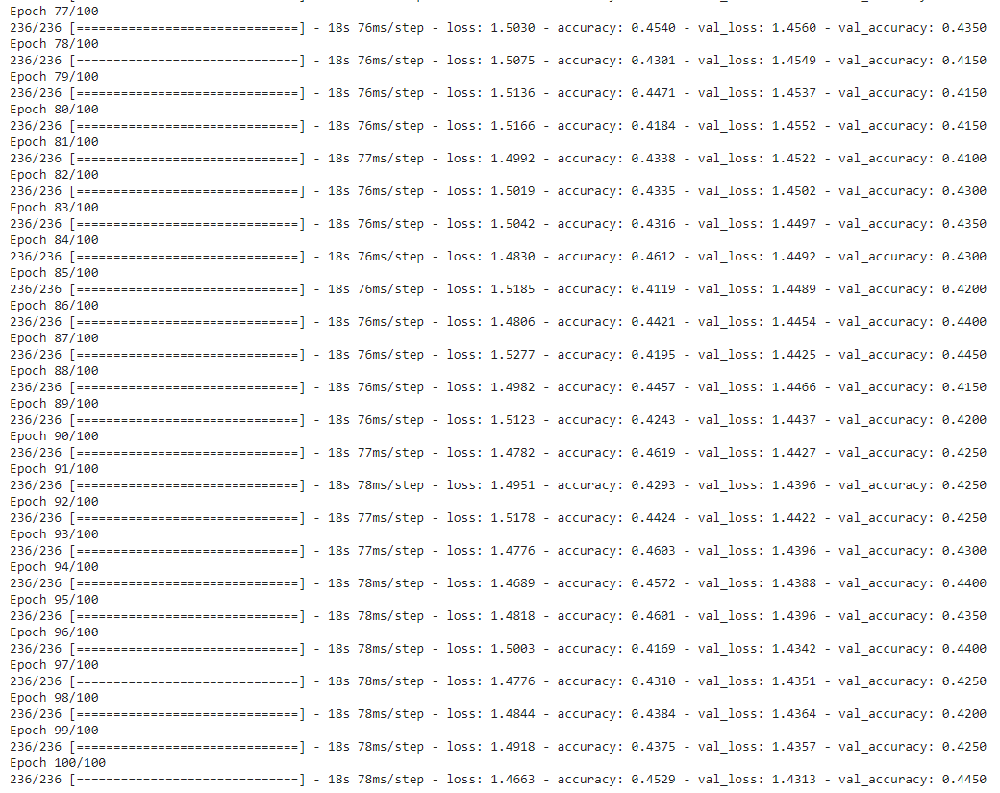 Epoch 77/100
236/236 [==============================] - 18s 76ms/step - loss: 1.5030 - accuracy: 0.4540 - val_loss: 1.4560 - val_accuracy: 0.4350
Epoch 78/100
236/236 [==============================] - 18s 76ms/step - loss: 1.5075 - accuracy: 0.4301 - val_loss: 1.4549 - val_accuracy: 0.4150
Epoch 79/100
236/236 [==============================] - 18s 76ms/step - loss: 1.5136 - accuracy: 0.4471 - val_loss: 1.4537 - val_accuracy: 0.4150
Epoch 80/100
236/236 [==============================] - 18s 76ms/step - loss: 1.5166 - accuracy: 0.4184 - val_loss: 1.4552 - val_accuracy: 0.4150
Epoch 81/100
236/236 [==============================] - 18s 77ms/step - loss: 1.4992 - accuracy: 0.4338 - val_loss: 1.4522 - val_accuracy: 0.4100
Epoch 82/100
236/236 [==============================] - 18s 76ms/step - loss: 1.5019 - accuracy: 0.4335 - val_loss: 1.4502 - val_accuracy: 0.4300
Epoch 83/100
236/236 [==============================] - 18s 76ms/step - loss: 1.5042 - accuracy: 0.4316 - val_loss: 1.4497 - val_accuracy: 0.4350
Epoch 84/100
236/236 [==============================] - 18s 76ms/step - loss: 1.4830 - accuracy: 0.4612 - val_loss: 1.4492 - val_accuracy: 0.4300
Epoch 85/100
236/236 [==============================] - 18s 76ms/step - loss: 1.5185 - accuracy: 0.4119 - val_loss: 1.4489 - val_accuracy: 0.4200
Epoch 86/100
236/236 [==============================] - 18s 76ms/step - loss: 1.4806 - accuracy: 0.4421 - val_loss: 1.4454 - val_accuracy: 0.4400
Epoch 87/100
236/236 [==============================] - 18s 76ms/step - loss: 1.5277 - accuracy: 0.4195 - val_loss: 1.4425 - val_accuracy: 0.4450
Epoch 88/100
236/236 [==============================] - 18s 76ms/step - loss: 1.4982 - accuracy: 0.4457 - val_loss: 1.4466 - val_accuracy: 0.4150
Epoch 89/100
236/236 [==============================] - 18s 76ms/step - loss: 1.5123 - accuracy: 0.4243 - val_loss: 1.4437 - val_accuracy: 0.4200
Epoch 90/100
236/236 [==============================] - 18s 77ms/step - loss: 1.4782 - accuracy: 0.4619 - val_loss: 1.4427 - val_accuracy: 0.4250
Epoch 91/100
236/236 [==============================] - 18s 78ms/step - loss: 1.4951 - accuracy: 0.4293 - val_loss: 1.4396 - val_accuracy: 0.4250
Epoch 92/100
236/236 [==============================] - 18s 77ms/step - loss: 1.5178 - accuracy: 0.4424 - val_loss: 1.4422 - val_accuracy: 0.4250
Epoch 93/100
236/236 [==============================] - 18s 77ms/step - loss: 1.4776 - accuracy: 0.4603 - val_loss: 1.4396 - val_accuracy: 0.4300
Epoch 94/100
236/236 [==============================] - 18s 78ms/step - loss: 1.4689 - accuracy: 0.4572 - val_loss: 1.4388 - val_accuracy: 0.4400
Epoch 95/100
236/236 [==============================] - 18s 78ms/step - loss: 1.4818 - accuracy: 0.4601 - val_loss: 1.4396 - val_accuracy: 0.4350
Epoch 96/100
236/236 [==============================] - 18s 78ms/step - loss: 1.5003 - accuracy: 0.4169 - val_loss: 1.4342 - val_accuracy: 0.4400
Epoch 97/100
236/236 [==============================] - 18s 78ms/step - loss: 1.4776 - accuracy: 0.4310 - val_loss: 1.4351 - val_accuracy: 0.4250
Epoch 98/100
236/236 [==============================] - 18s 78ms/step - loss: 1.4844 - accuracy: 0.4384 - val_loss: 1.4364 - val_accuracy: 0.4200
Epoch 99/100
236/236 [==============================] - 18s 78ms/step - loss: 1.4918 - accuracy: 0.4375 - val_loss: 1.4357 - val_accuracy: 0.4250
Epoch 100/100
236/236 [==============================] - 18s 78ms/step - loss: 1.4663 - accuracy: 0.4529 - val_loss: 1.4313 - val_accuracy: 0.4450